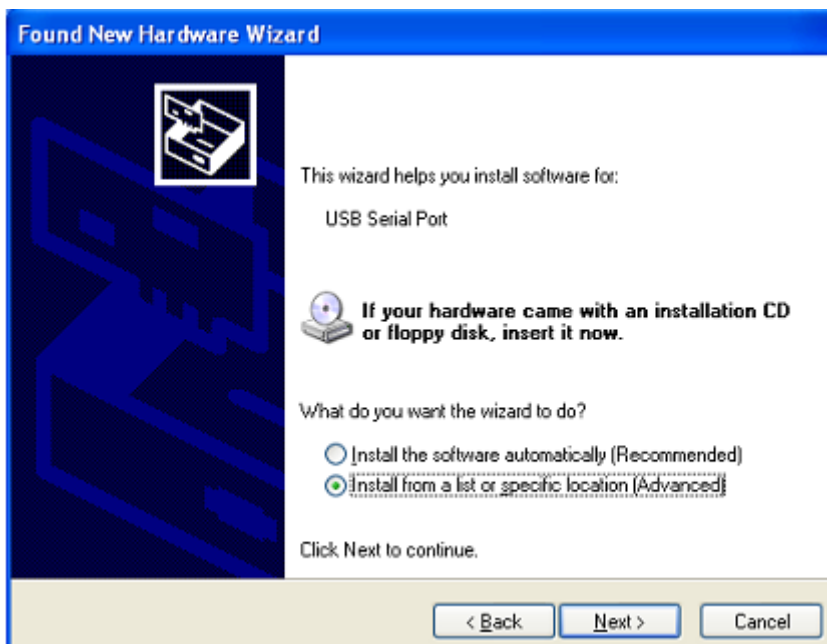 Found New Hardware Wizard
This wizard helps you install software for:
USB Serial Port
If your hardware came with an installation CD
or floppy disk, insert it now.
What do you want the wizard to do?
Install the software automatically (Recommended)
Install from a list or specific location (Advanced)
Click Next to continue.
< Back
Next >
Cancel